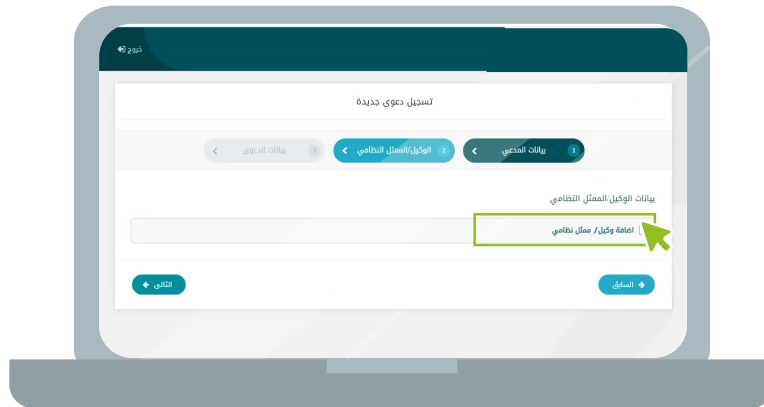 خروج
تسجيل دعوى جديدة
1 بيانات المدعي
2 الوكيل/الممثل النظامي
3 بيانات الدعوى
بيانات الوكيل/الممثل النظامي
اضافة وكيل/ ممثل نظامي
السابق
التالى